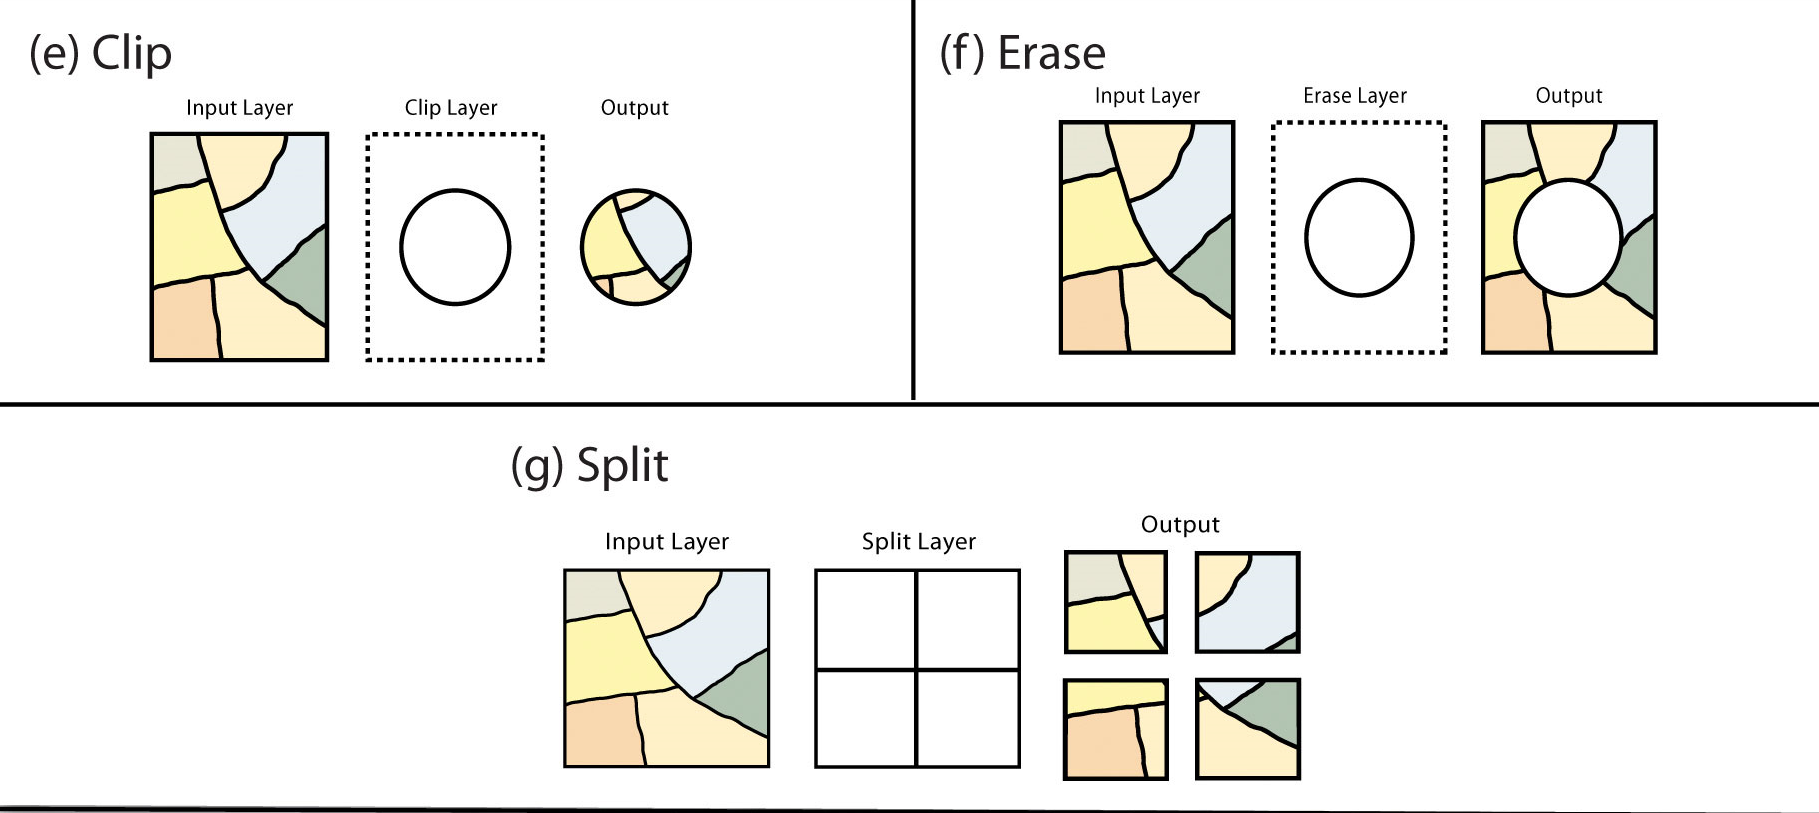 (e) Clip
Input Layer
Clip Layer
Output
(f) Erase
Input Layer
Erase Layer
Output
(g) Split
Input Layer
Split Layer
Output